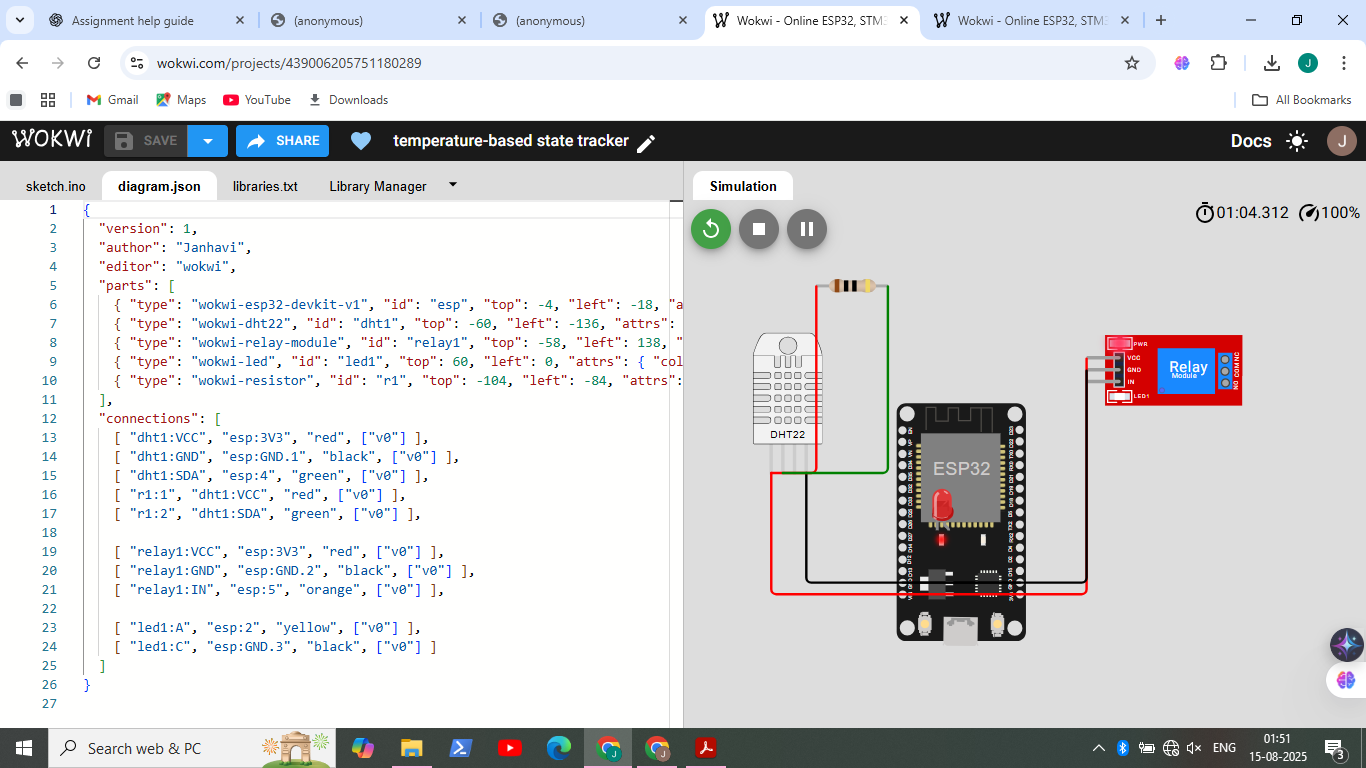 Assignment help guide
(anonymous)
(anonymous)
Wokwi - Online ESP32, STM3
Wokwi - Online ESP32, STM3
wokwi.com/projects/439006205751180289
J
Gmail
Maps
YouTube
Downloads
All Bookmarks
WOKWI
SAVE
SHARE
temperature-based state tracker
Docs
J
sketch.ino
diagram.json
libraries.txt
Library Manager
Simulation
01:04.312
100%
1 {
2 "version": 1,
3 "author": "Janhavi",
4 "editor": "wokwi",
5 "parts": [
6 { "type": "wokwi-esp32-devkit-v1", "id": "esp", "top": -4, "left": -18, "a
7 { "type": "wokwi-dht22", "id": "dht1", "top": -60, "left": -136, "attrs":
8 { "type": "wokwi-relay-module", "id": "relay1", "top": -58, "left": 138, "
9 { "type": "wokwi-led", "id": "led1", "top": 60, "left": 0, "attrs": { "col
10 { "type": "wokwi-resistor", "id": "r1", "top": -104, "left": -84, "attrs":
11 ],
12 "connections": [
13 [ "dht1:VCC", "esp:3V3", "red", ["v0"] ],
14 [ "dht1:GND", "esp:GND.1", "black", ["v0"] ],
15 [ "dht1:SDA", "esp:4", "green", ["v0"] ],
16 [ "r1:1", "dht1:VCC", "red", ["v0"] ],
17 [ "r1:2", "dht1:SDA", "green", ["v0"] ],
18
19 [ "relay1:VCC", "esp:3V3", "red", ["v0"] ],
20 [ "relay1:GND", "esp:GND.2", "black", ["v0"] ],
21 [ "relay1:IN", "esp:5", "orange", ["v0"] ],
22
23 [ "led1:A", "esp:2", "yellow", ["v0"] ],
24 [ "led1:C", "esp:GND.3", "black", ["v0"] ]
25 ]
26 }
27
DHT22
ESP32
PWR
VCC
GND
IN
LED1
Relay
Module
NO COM NC
Search web & PC
ENG
01:51
15-08-2025
3